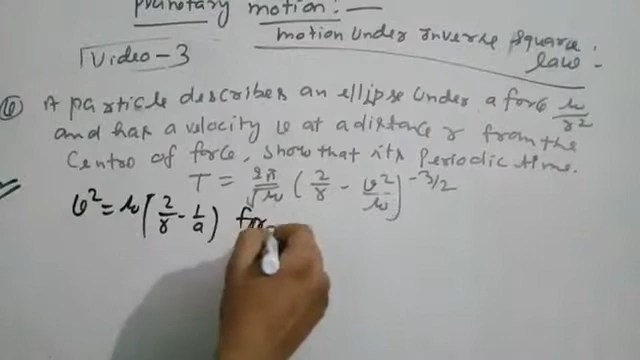 Planetary motion: —
motion under inverse square law -
Video-3
⑥ A particle describes an ellipse under a force μ/r²
and has a velocity v at a distance r from the
Centre of force, show that its Periodic time.
T = 2π/√μ (2/r - v²/μ)^-3/2
v² = μ(2/r - 1/a) for